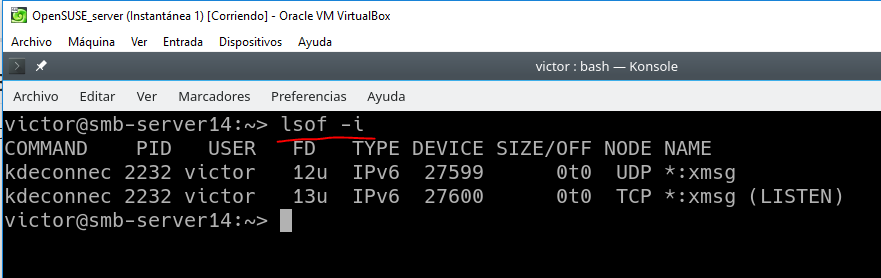 OpenSUSE_server (Instantánea 1) [Corriendo] - Oracle VM VirtualBox
Archivo Máquina Ver Entrada Dispositivos Ayuda
victor : bash — Konsole
Archivo Editar Ver Marcadores Preferencias Ayuda
victor@smb-server14:~> lsof -i
COMMAND PID USER FD TYPE DEVICE SIZE/OFF NODE NAME
kdeconnec 2232 victor 12u IPv6 27599 0t0 UDP *:xmsg
kdeconnec 2232 victor 13u IPv6 27600 0t0 TCP *:xmsg (LISTEN)
victor@smb-server14:~>